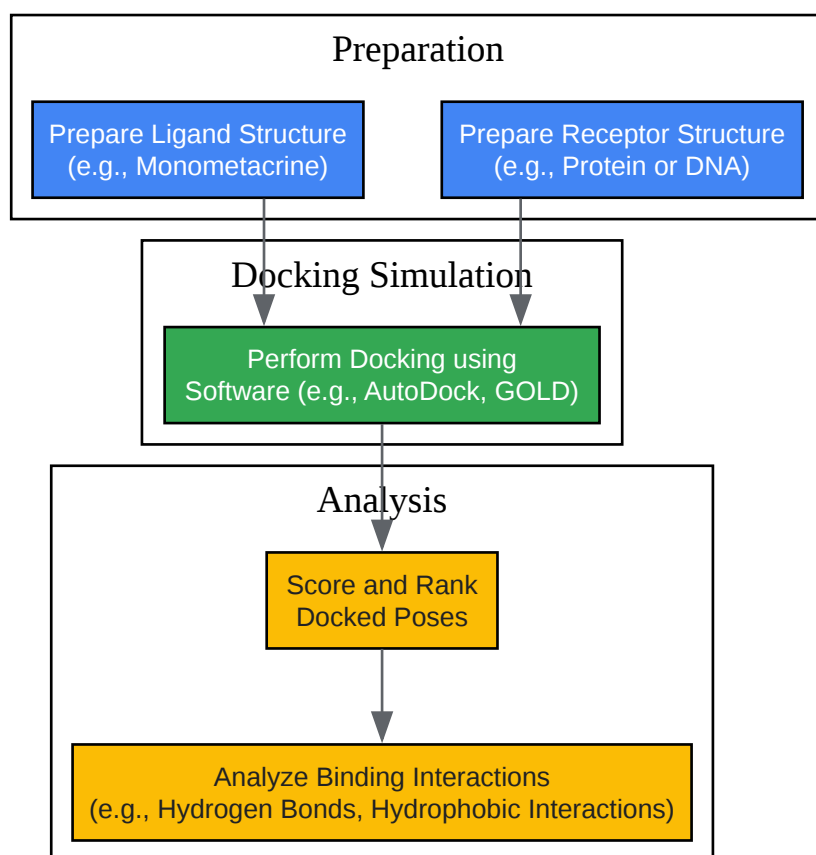 Preparation
Prepare Ligand Structure
(e.g., Monometacrine)
Prepare Receptor Structure
(e.g., Protein or DNA)
Docking Simulation
Perform Docking using
Software (e.g., AutoDock, GOLD)
Analysis
Score and Rank
Docked Poses
Analyze Binding Interactions
(e.g., Hydrogen Bonds, Hydrophobic Interactions)